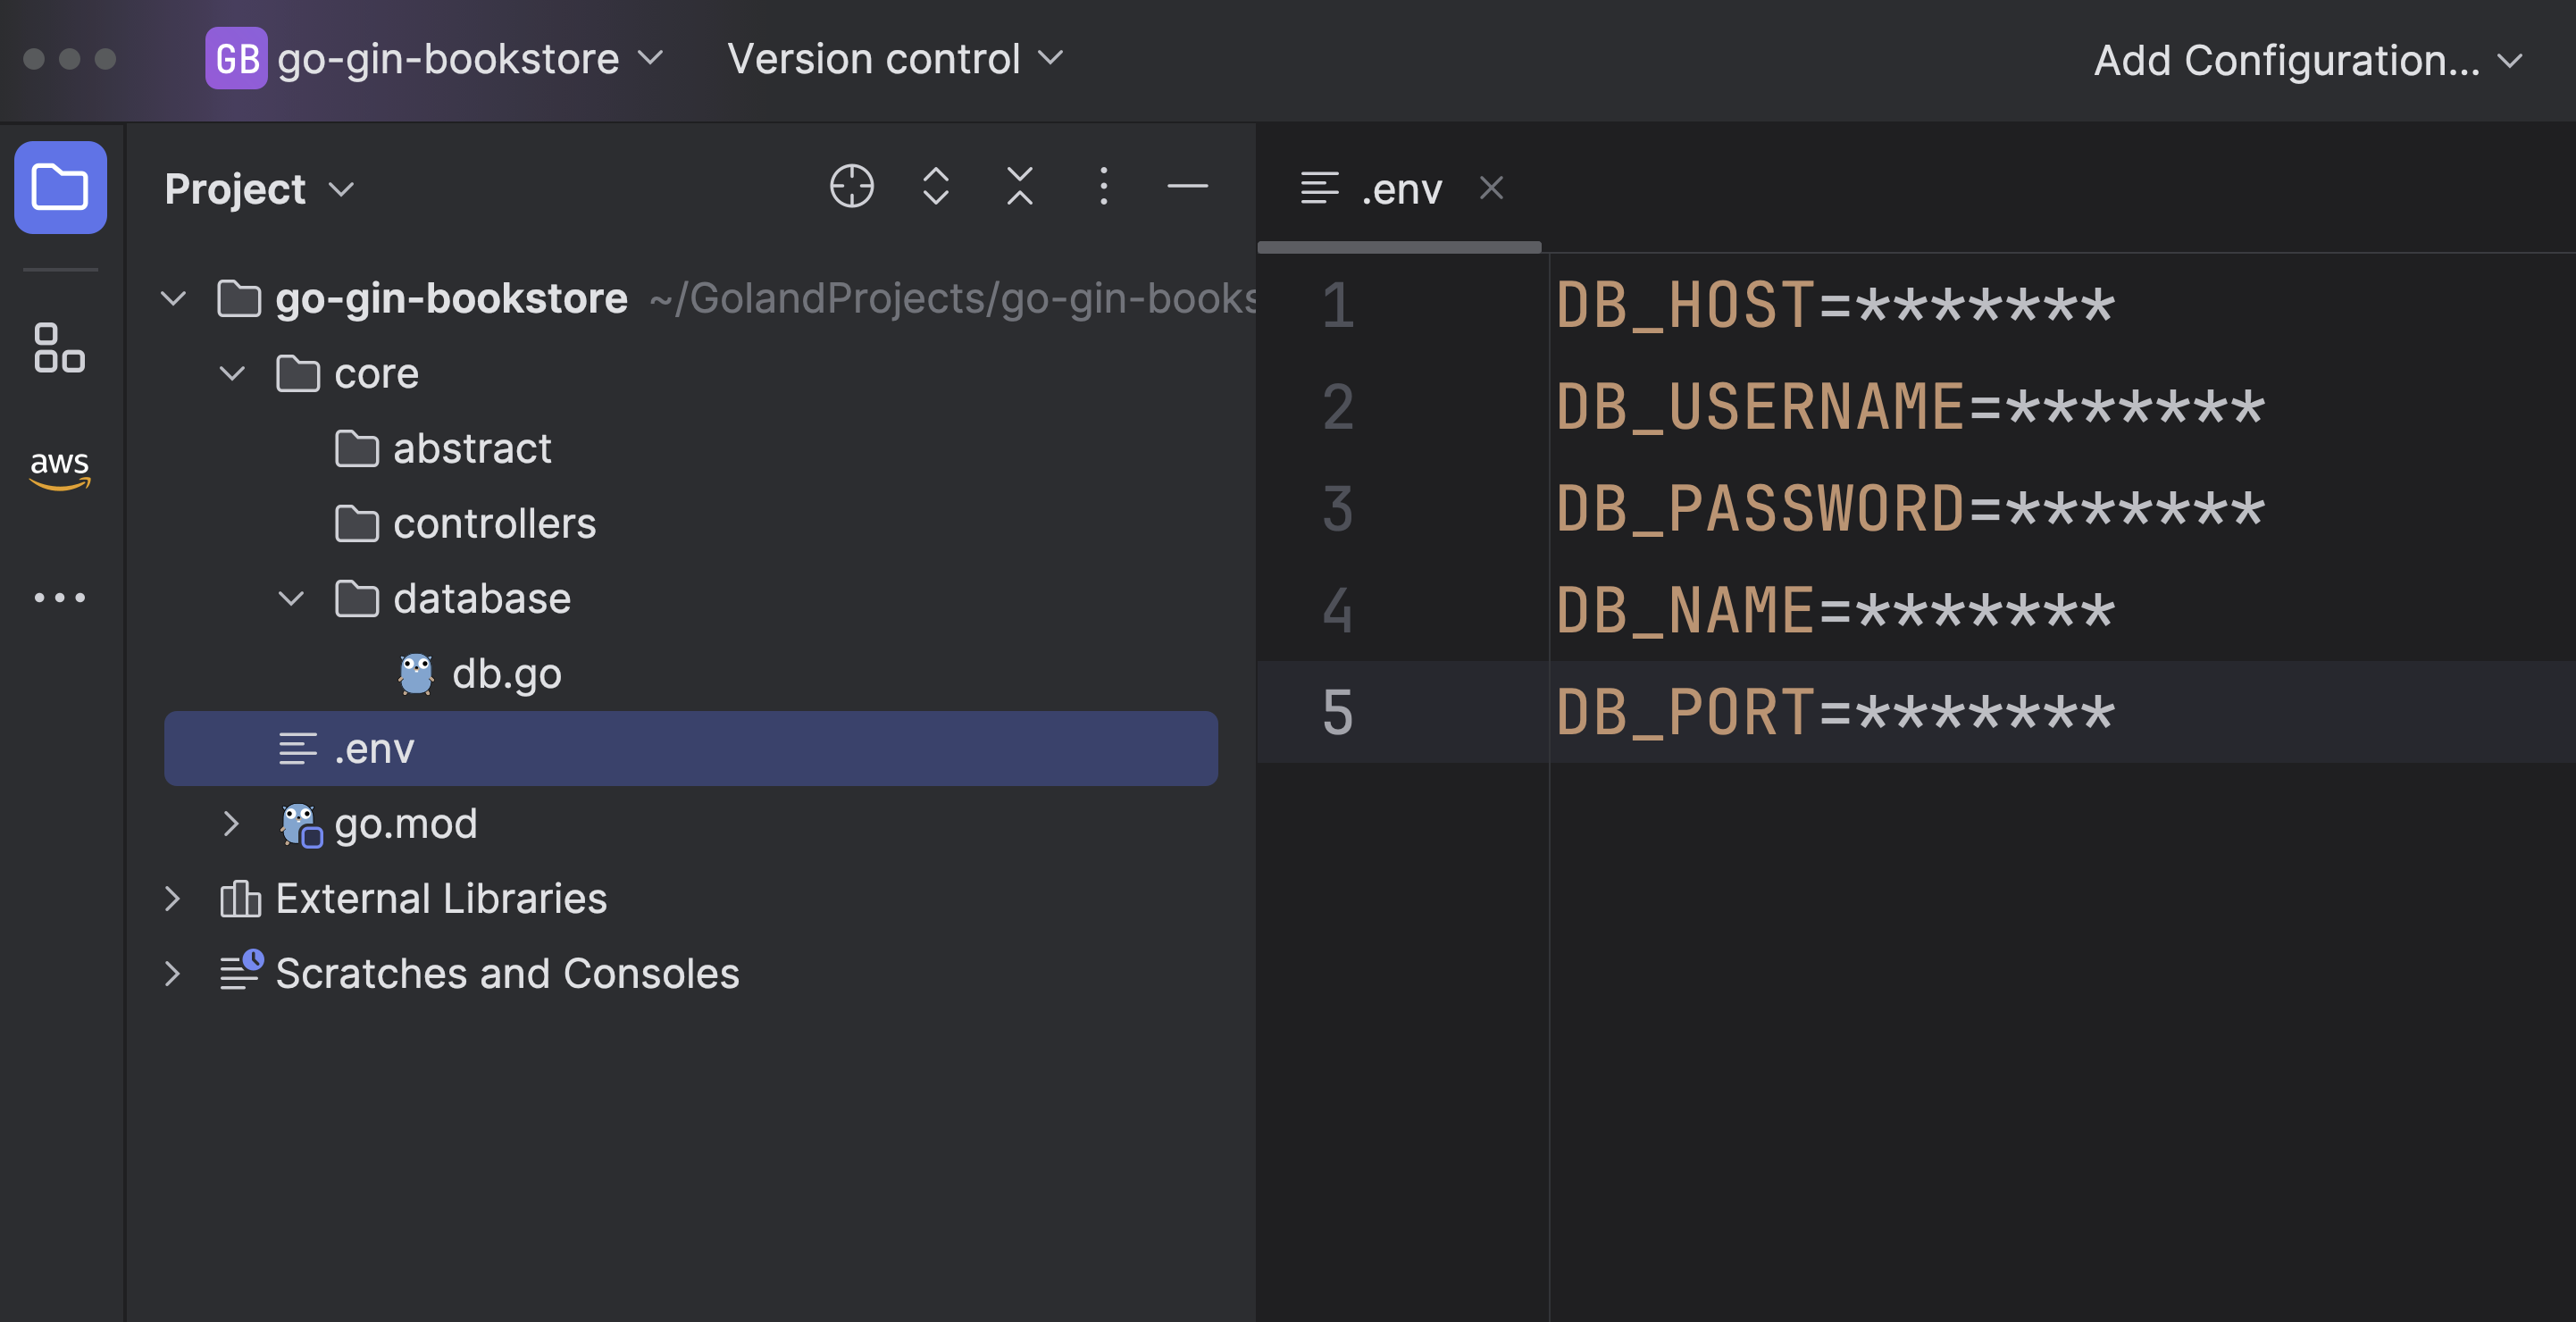 GB go-gin-bookstore Version control Add Configuration...
Project
go-gin-bookstore ~/GolandProjects/go-gin-books
core
abstract
controllers
database
db.go
.env
go.mod
External Libraries
Scratches and Consoles
aws
.env
1 DB_HOST=*******
2 DB_USERNAME=*******
3 DB_PASSWORD=*******
4 DB_NAME=*******
5 DB_PORT=*******